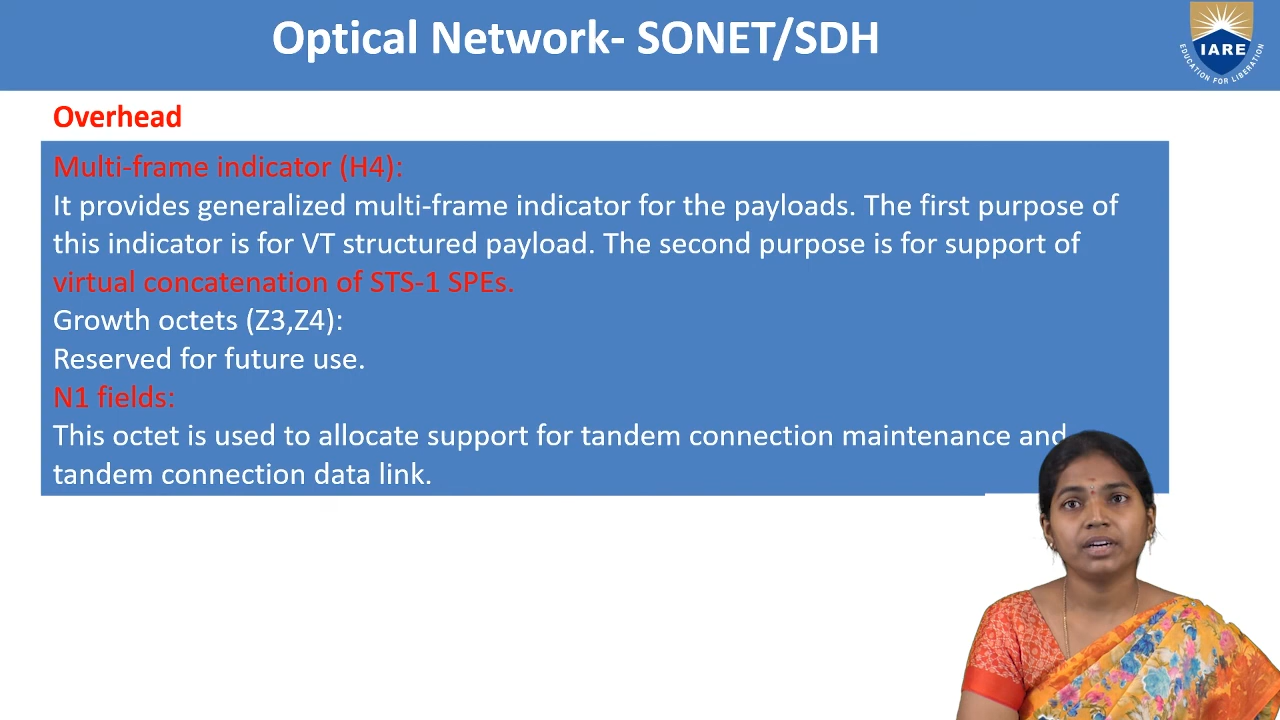 Optical Network- SONET/SDH
IARE
EDUCATION FOR LIBERATION
Overhead
Multi-frame indicator (H4):
It provides generalized multi-frame indicator for the payloads. The first purpose of
this indicator is for VT structured payload. The second purpose is for support of
virtual concatenation of STS-1 SPEs.
Growth octets (Z3,Z4):
Reserved for future use.
N1 fields:
This octet is used to allocate support for tandem connection maintenance and
tandem connection data link.